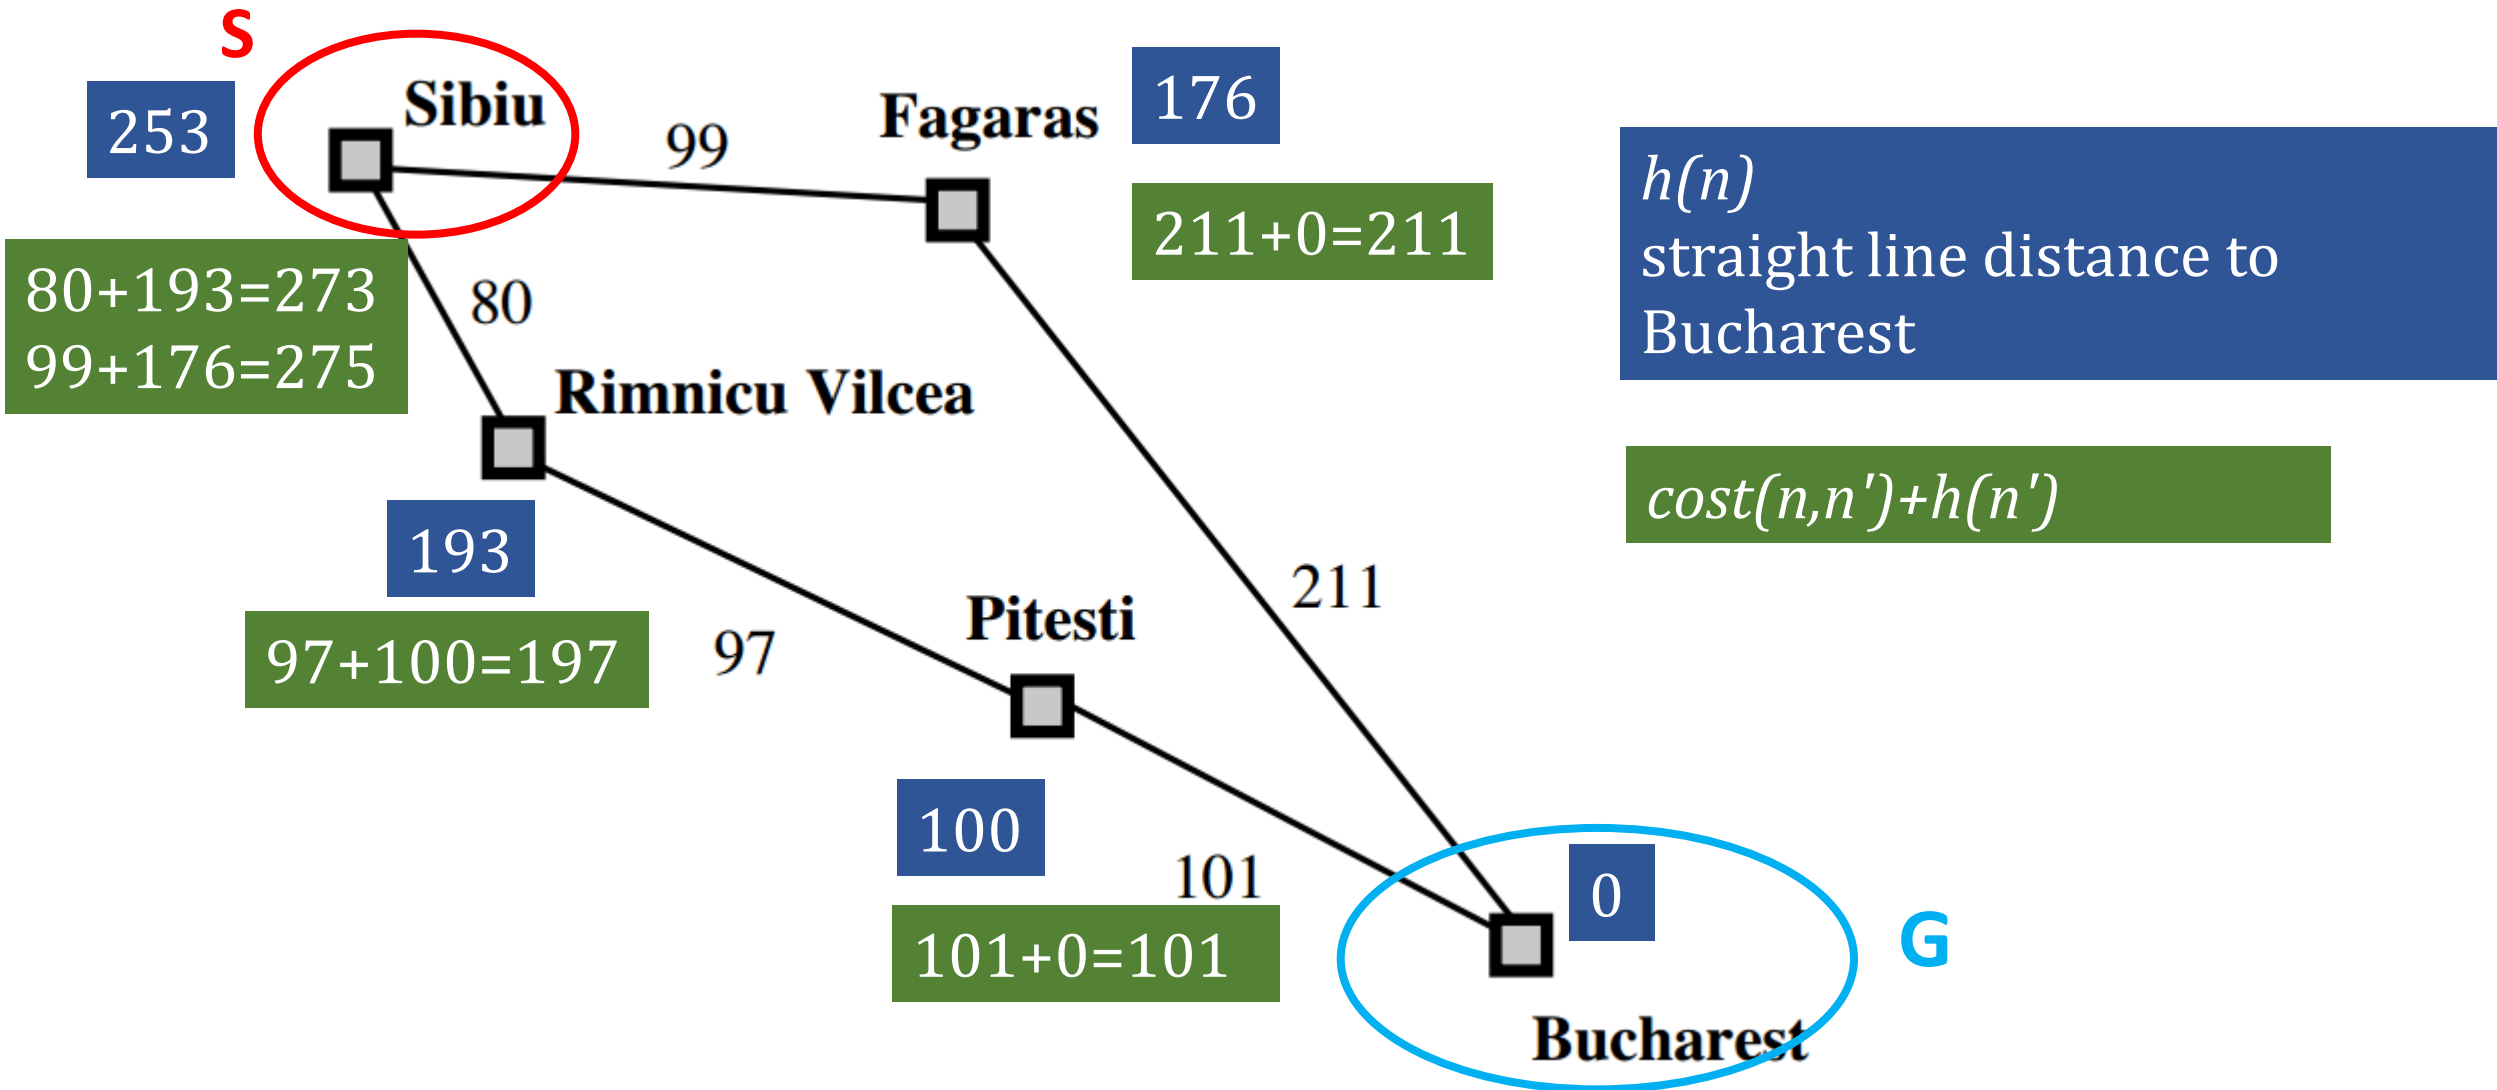 S
253
Sibiu
99
Fagaras
176
211+0=211
h(n)
straight line distance to
Bucharest
80+193=273
99+176=275
80
Rimnicu Vilcea
cost(n,n')+h(n')
193
97+100=197
97
Pitesti
211
100
101
101+0=101
0
G
Bucharest